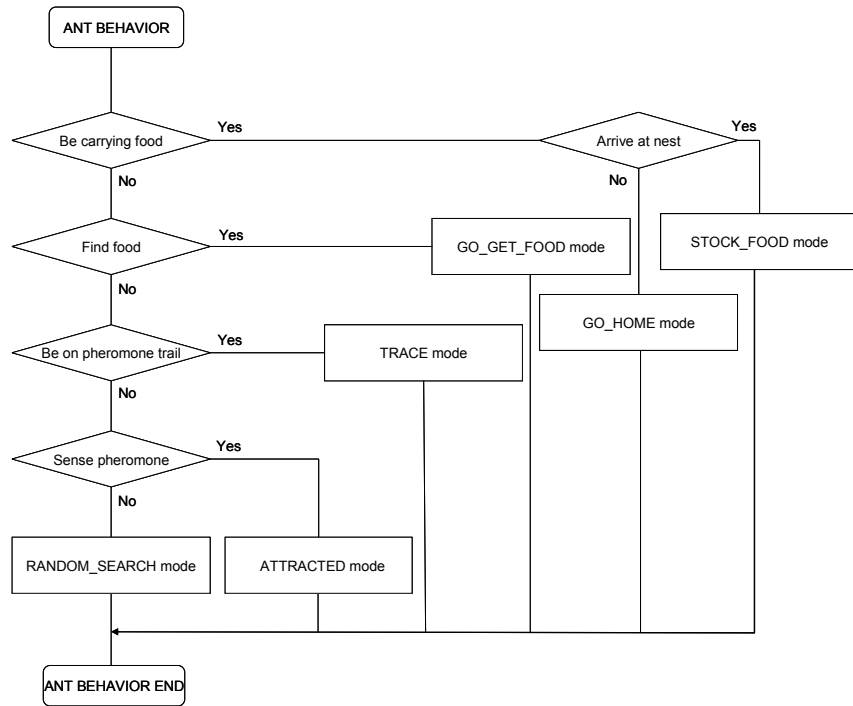 ANT BEHAVIOR
Be carrying food
Yes
Arrive at nest
Yes
No
No
Find food
Yes
GO_GET_FOOD mode
STOCK_FOOD mode
No
GO_HOME mode
Be on pheromone trail
Yes
TRACE mode
No
Sense pheromone
Yes
No
RANDOM_SEARCH mode
ATTRACTED mode
ANT BEHAVIOR END